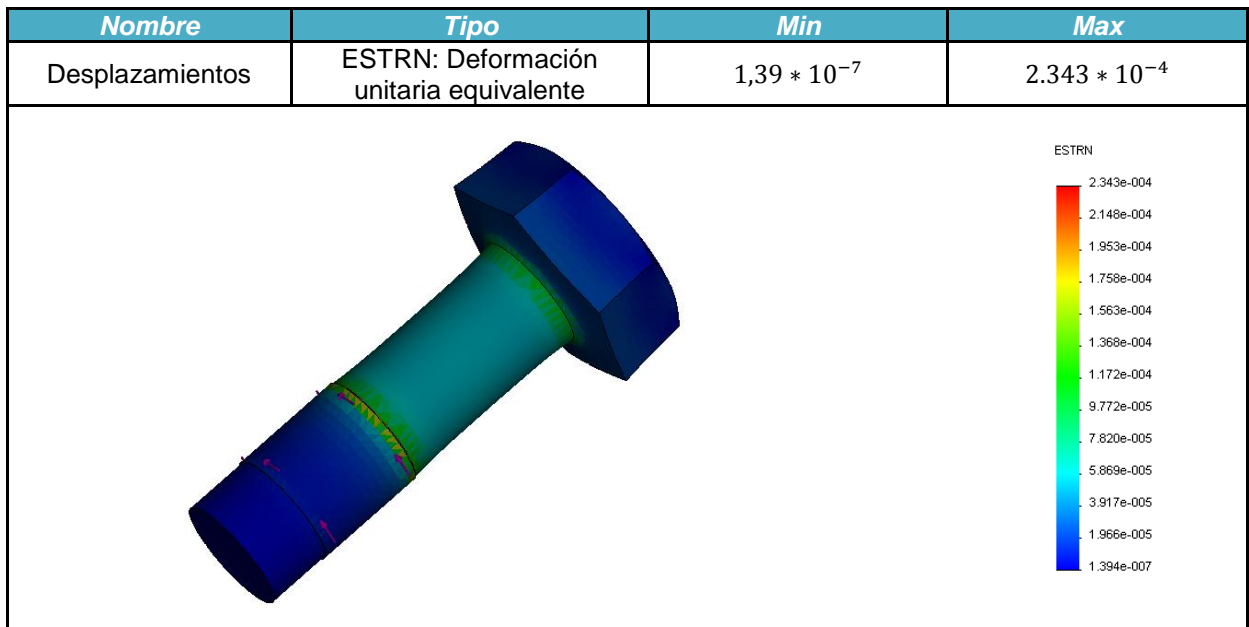 Nombre Tipo Min Max
Desplazamientos ESTRN: Deformación unitaria equivalente 1,39 ∗ 10⁻⁷ 2.343 ∗ 10⁻⁴
ESTRN
2.343e-004
2.148e-004
1.953e-004
1.758e-004
1.563e-004
1.368e-004
1.172e-004
9.772e-005
7.820e-005
5.869e-005
3.917e-005
1.966e-005
1.394e-007